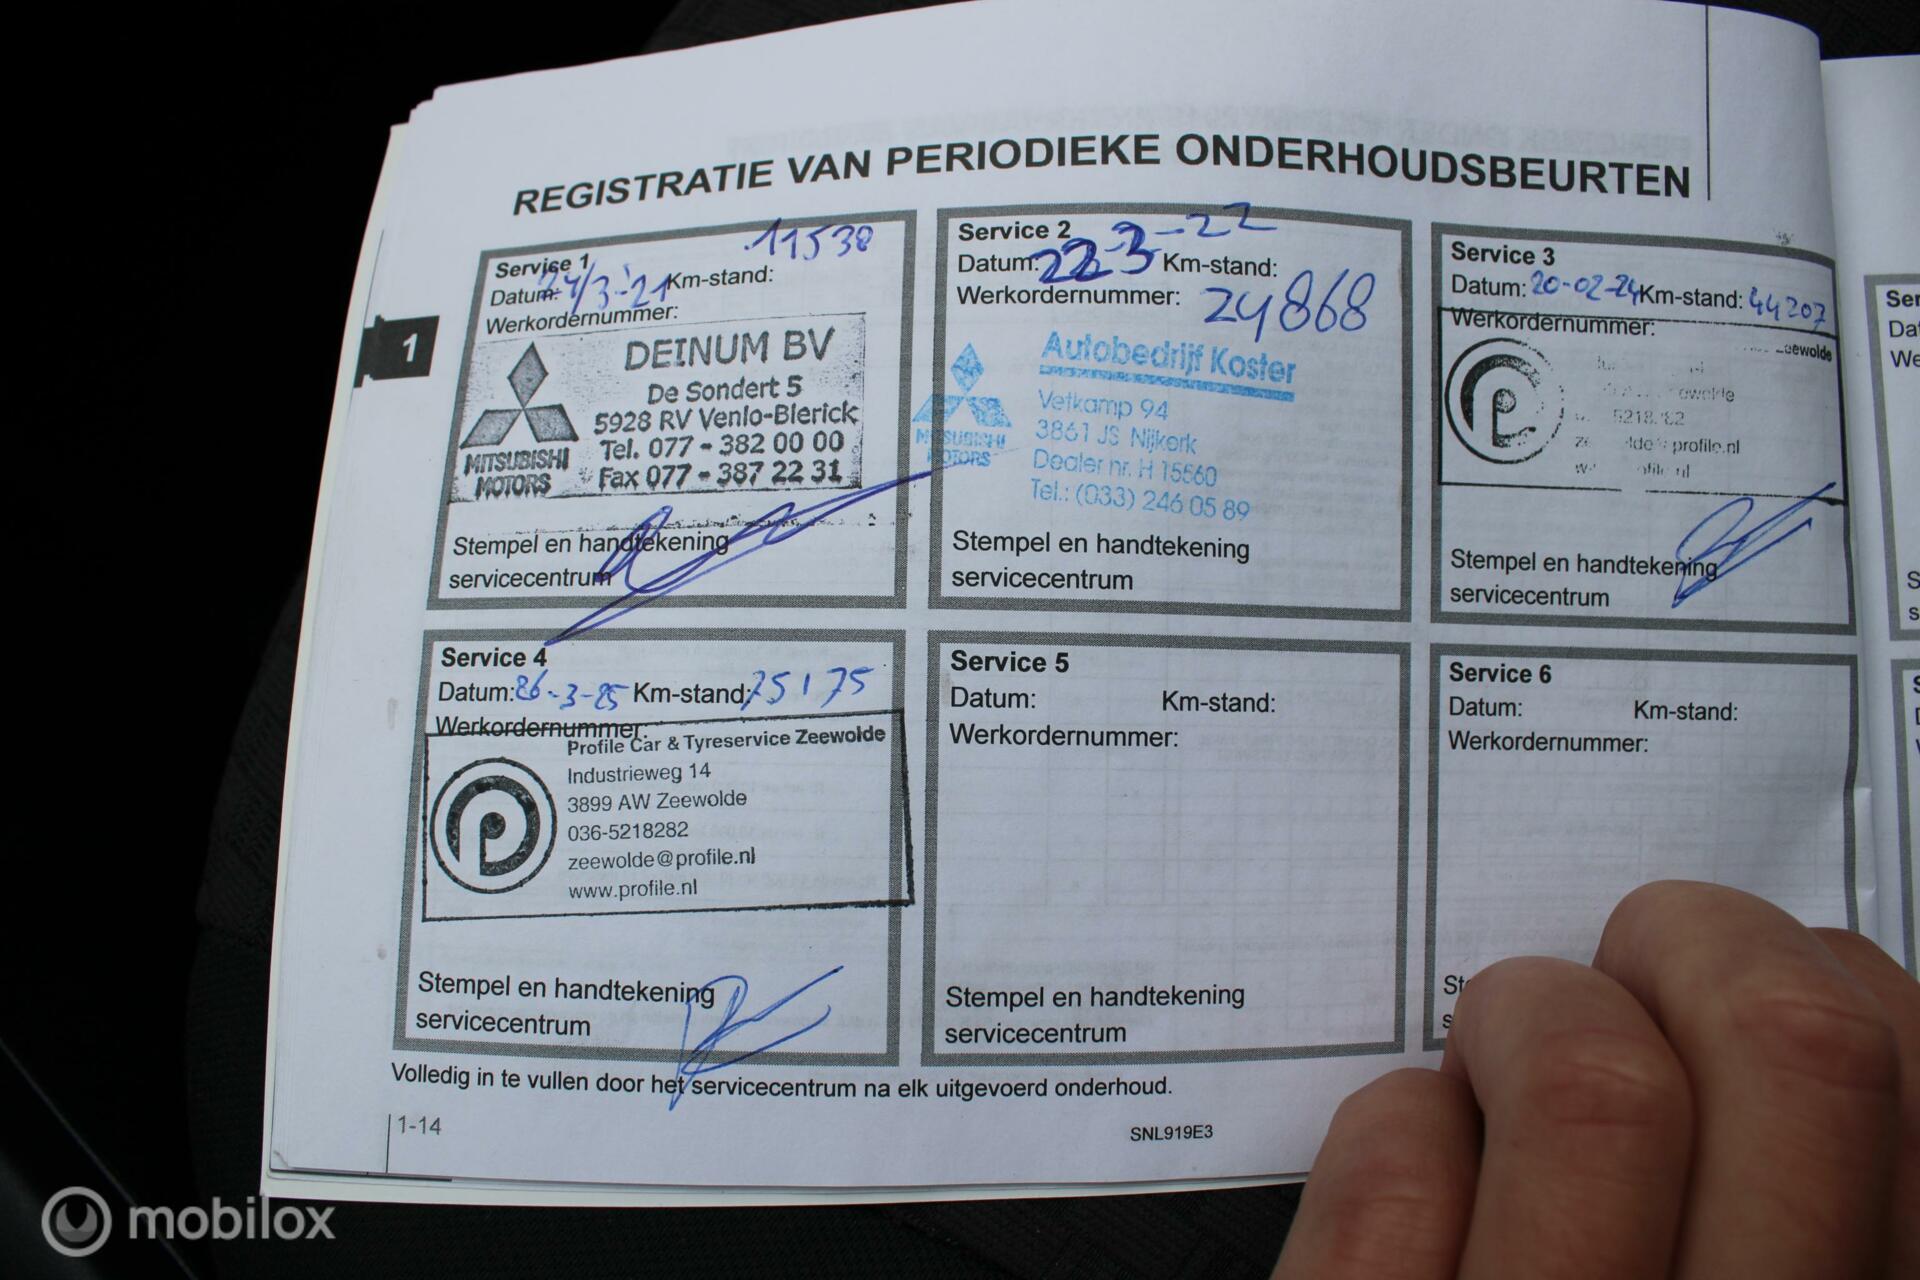 REGISTRATIE VAN PERIODIEKE ONDERHOUDSBEURTEN
1
Service 1
11538
Datum: 24/3-'21 Km-stand:
Werkordernummer:
DEINUM BV
De Sondert 5
5928 RV Venlo-Blerick
Tel. 077 - 382 00 00
Fax 077 - 387 22 31
MITSUBISHI
MOTORS
Stempel en handtekening
servicecentrum
Service 2
Datum: 22-3-22 Km-stand:
Werkordernummer: 24868
Autobedrijf Koster
Vetkamp 94
3861 JS Nijkerk
Dealer nr. H 15560
Tel.: (033) 246 05 89
MITSUBISHI
MOTORS
Stempel en handtekening
servicecentrum
Service 3
Datum: 20-02-24 Km-stand: 44207
Werkordernummer:
Zeewolde
profile.nl
Stempel en handtekening
servicecentrum
Service 4
Datum: 26-3-25 Km-stand: 75175
Werkordernummer:
Profile Car & Tyreservice Zeewolde
Industrieweg 14
3899 AW Zeewolde
036-5218282
zeewolde@profile.nl
www.profile.nl
Stempel en handtekening
servicecentrum
Service 5
Datum: Km-stand:
Werkordernummer:
Stempel en handtekening
servicecentrum
Service 6
Datum: Km-stand:
Werkordernummer:
Volledig in te vullen door het servicecentrum na elk uitgevoerd onderhoud.
1-14
SNL919E3
mobilox